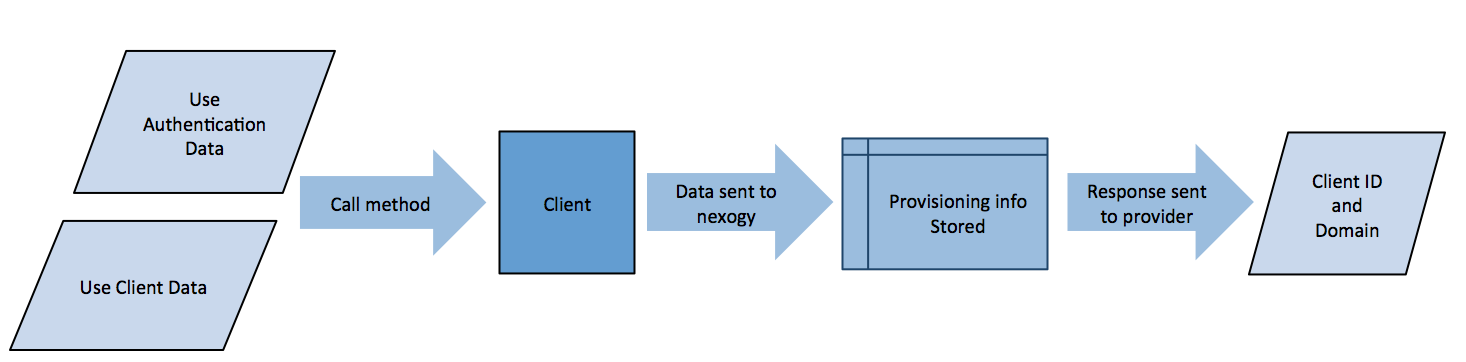 Use
Authentication
Data
Use Client Data
Call method
Client
Data sent to
nexogy
Provisioning info
Stored
Response sent
to provider
Client ID
and
Domain